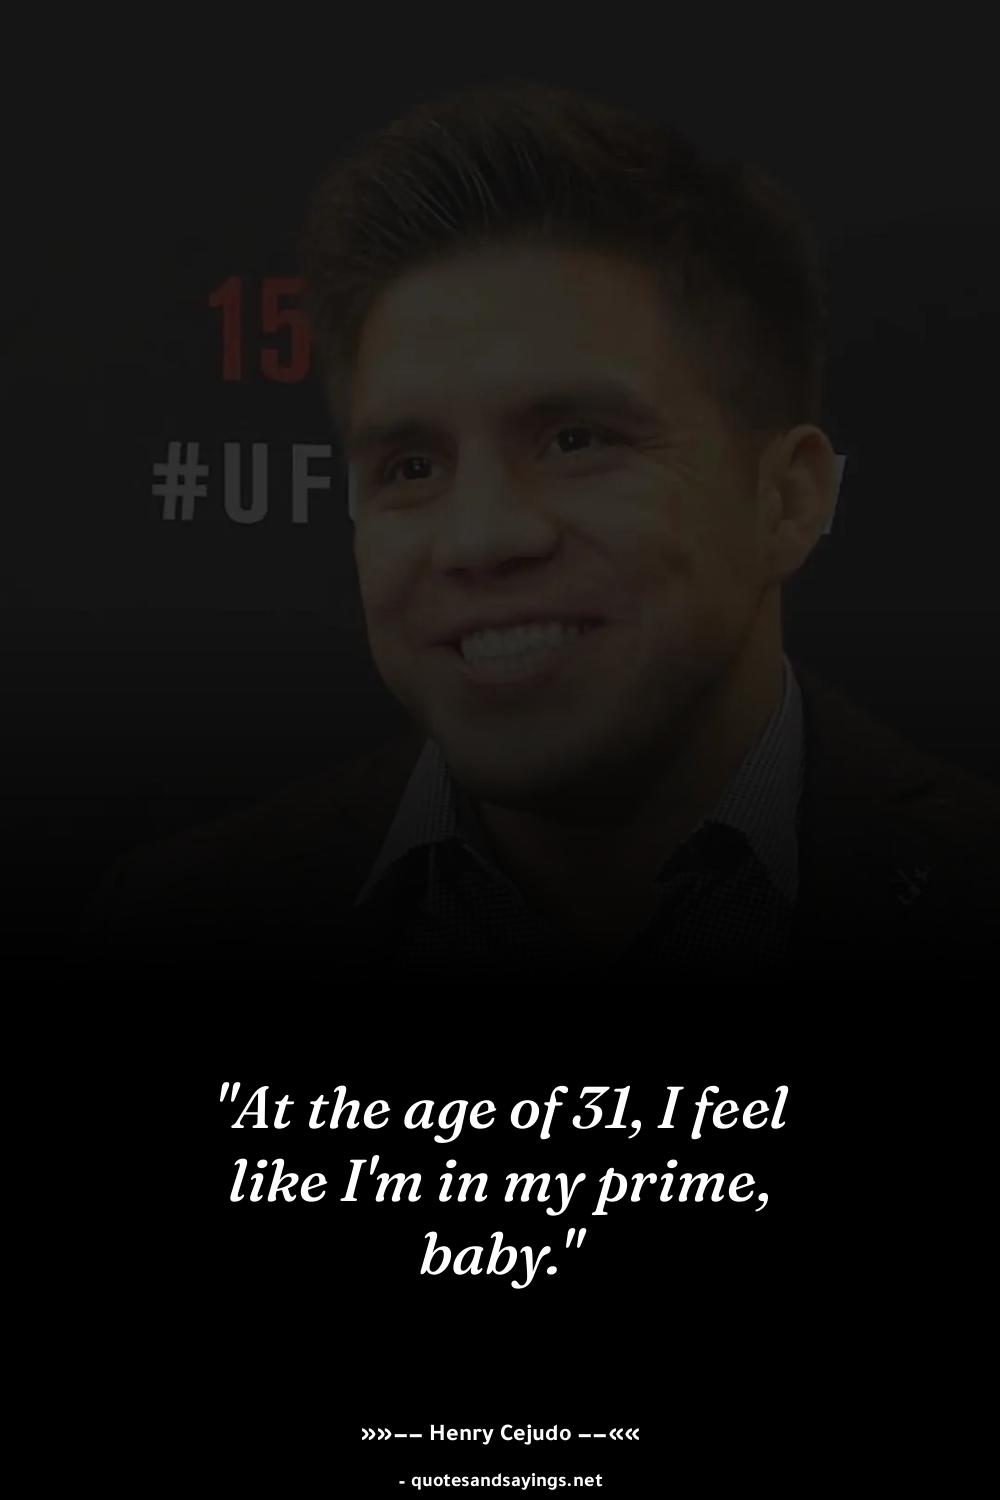 15
#UF
"At the age of 31, I feel
like I'm in my prime,
baby."
»»—— Henry Cejudo ——««
- quotesandsayings.net